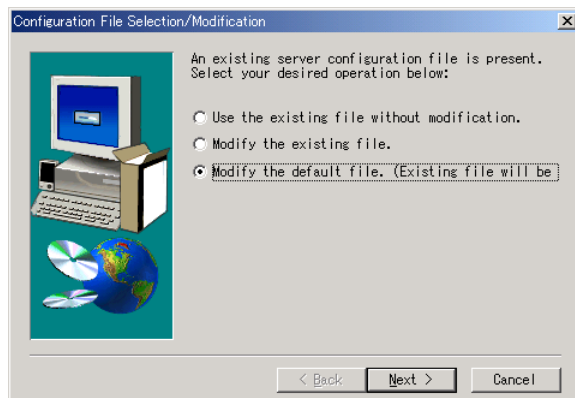 Configuration File Selection/Modification
An existing server configuration file is present.
Select your desired operation below:
Use the existing file without modification.
Modify the existing file.
Modify the default file. (Existing file will be
< Back
Next >
Cancel